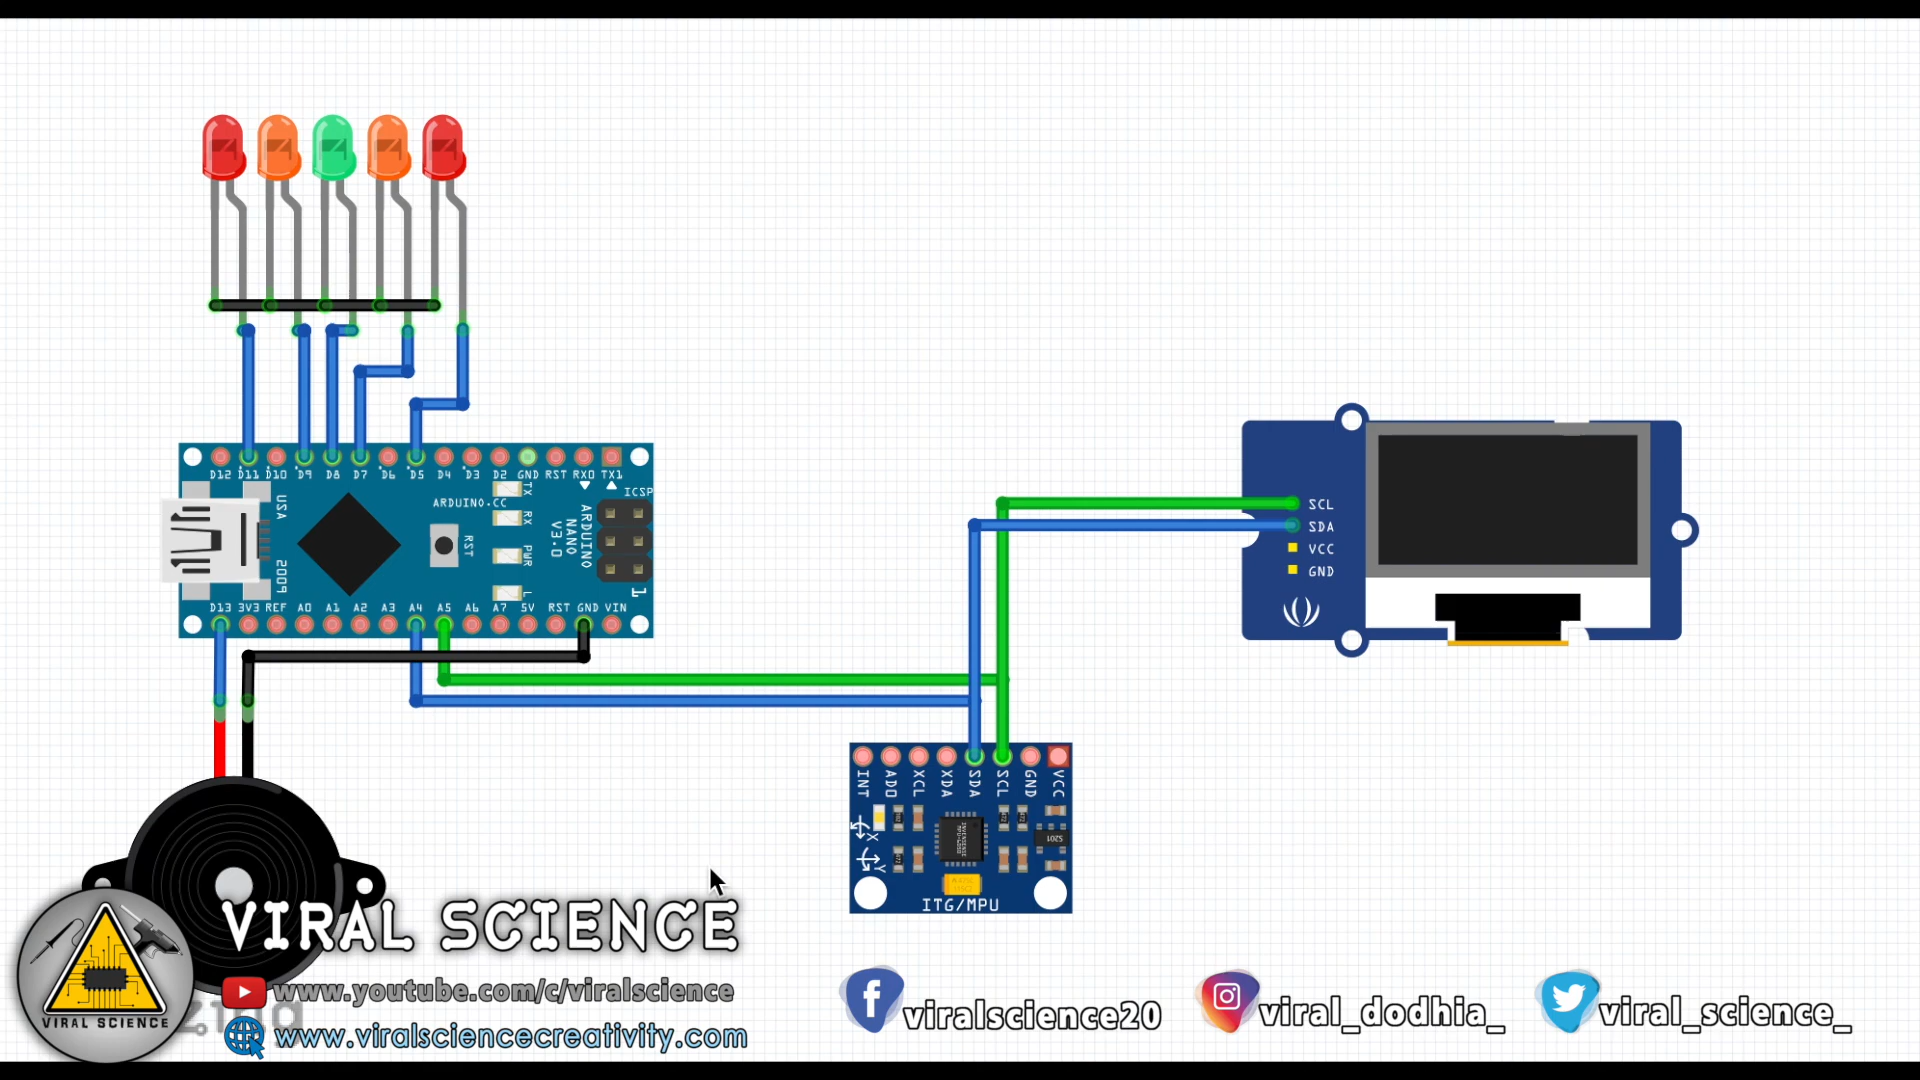 D12 D11 D10 D9 D8 D7 D6 D5 D4 D3 D2 GND RST RX0 TX1
ICSP
TX
ARDUINO.CC
RX
USA
ARDUINO
NANO
V3.0
RST
PWR
2009
L
1
D13 3V3 REF A0 A1 A2 A3 A4 A5 A6 A7 5V RST GND VIN
SCL
SDA
VCC
GND
INT
AD0
XCL
XDA
SDA
SCL
GND
VCC
X
Y
ITG/MPU
VIRAL SCIENCE
www.youtube.com/c/viralscience
www.viralsciencecreativity.com
VIRAL SCIENCE
viralscience20
viral_dodhia_
viral_science_